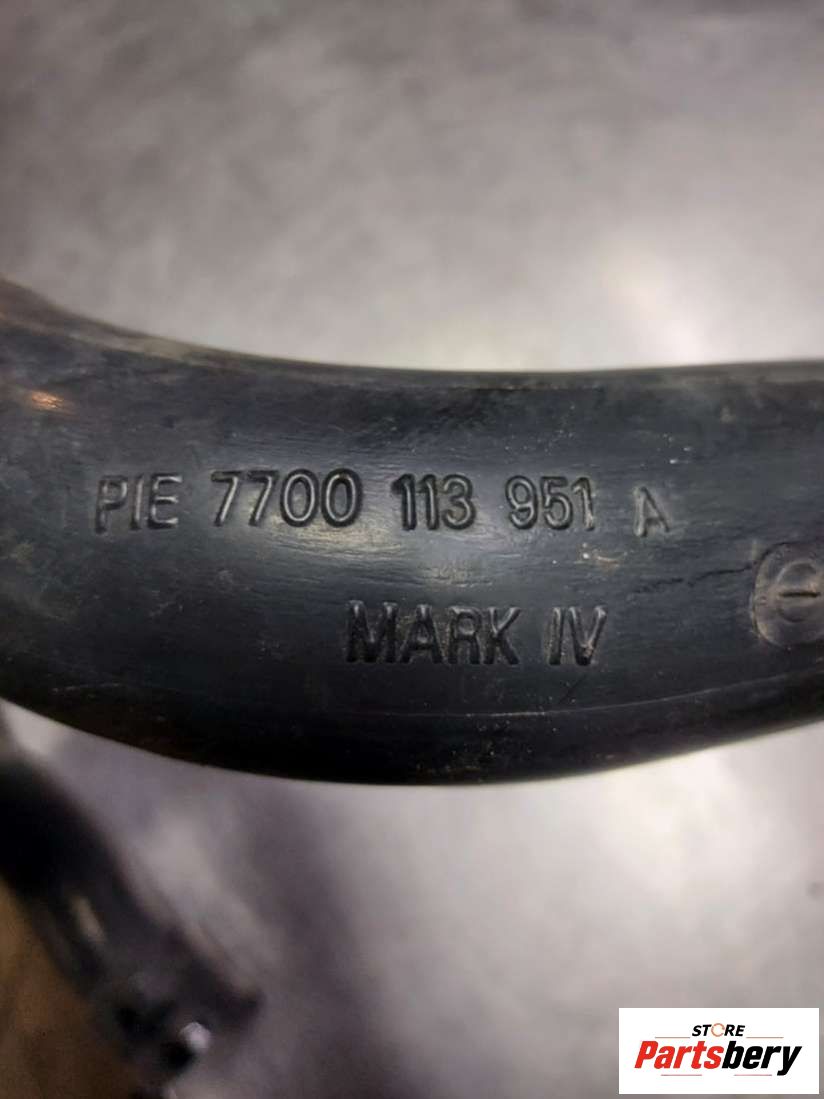 PIE 7700 113 951 A
MARK IV
STORE
Partsbery